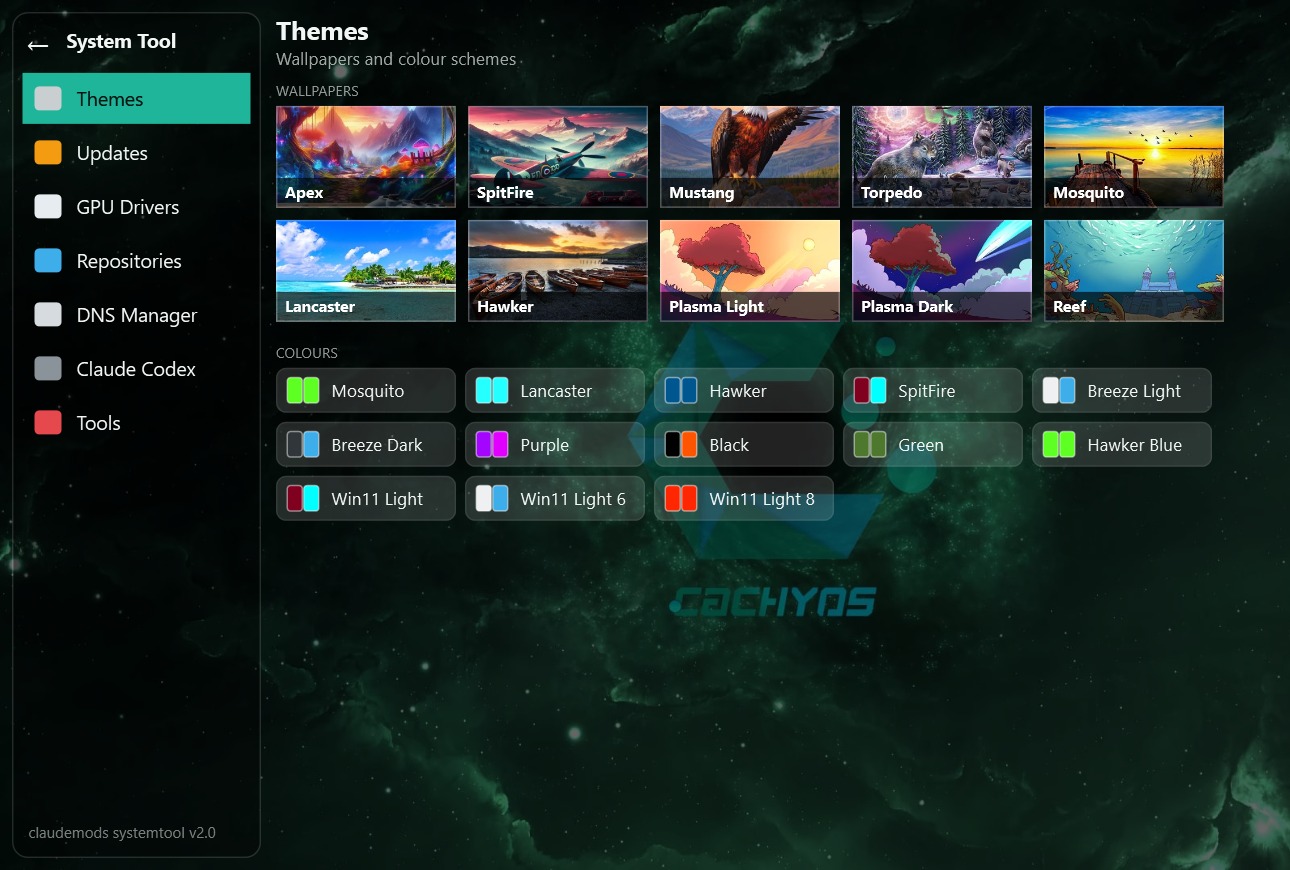 ← System Tool
Themes
Updates
GPU Drivers
Repositories
DNS Manager
Claude Codex
Tools
claudemods systemtool v2.0
Themes
Wallpapers and colour schemes
WALLPAPERS
Apex
SpitFire
Mustang
Torpedo
Mosquito
Lancaster
Hawker
Plasma Light
Plasma Dark
Reef
COLOURS
Mosquito
Lancaster
Hawker
SpitFire
Breeze Light
Breeze Dark
Purple
Black
Green
Hawker Blue
Win11 Light
Win11 Light 6
Win11 Light 8
CACHYOS